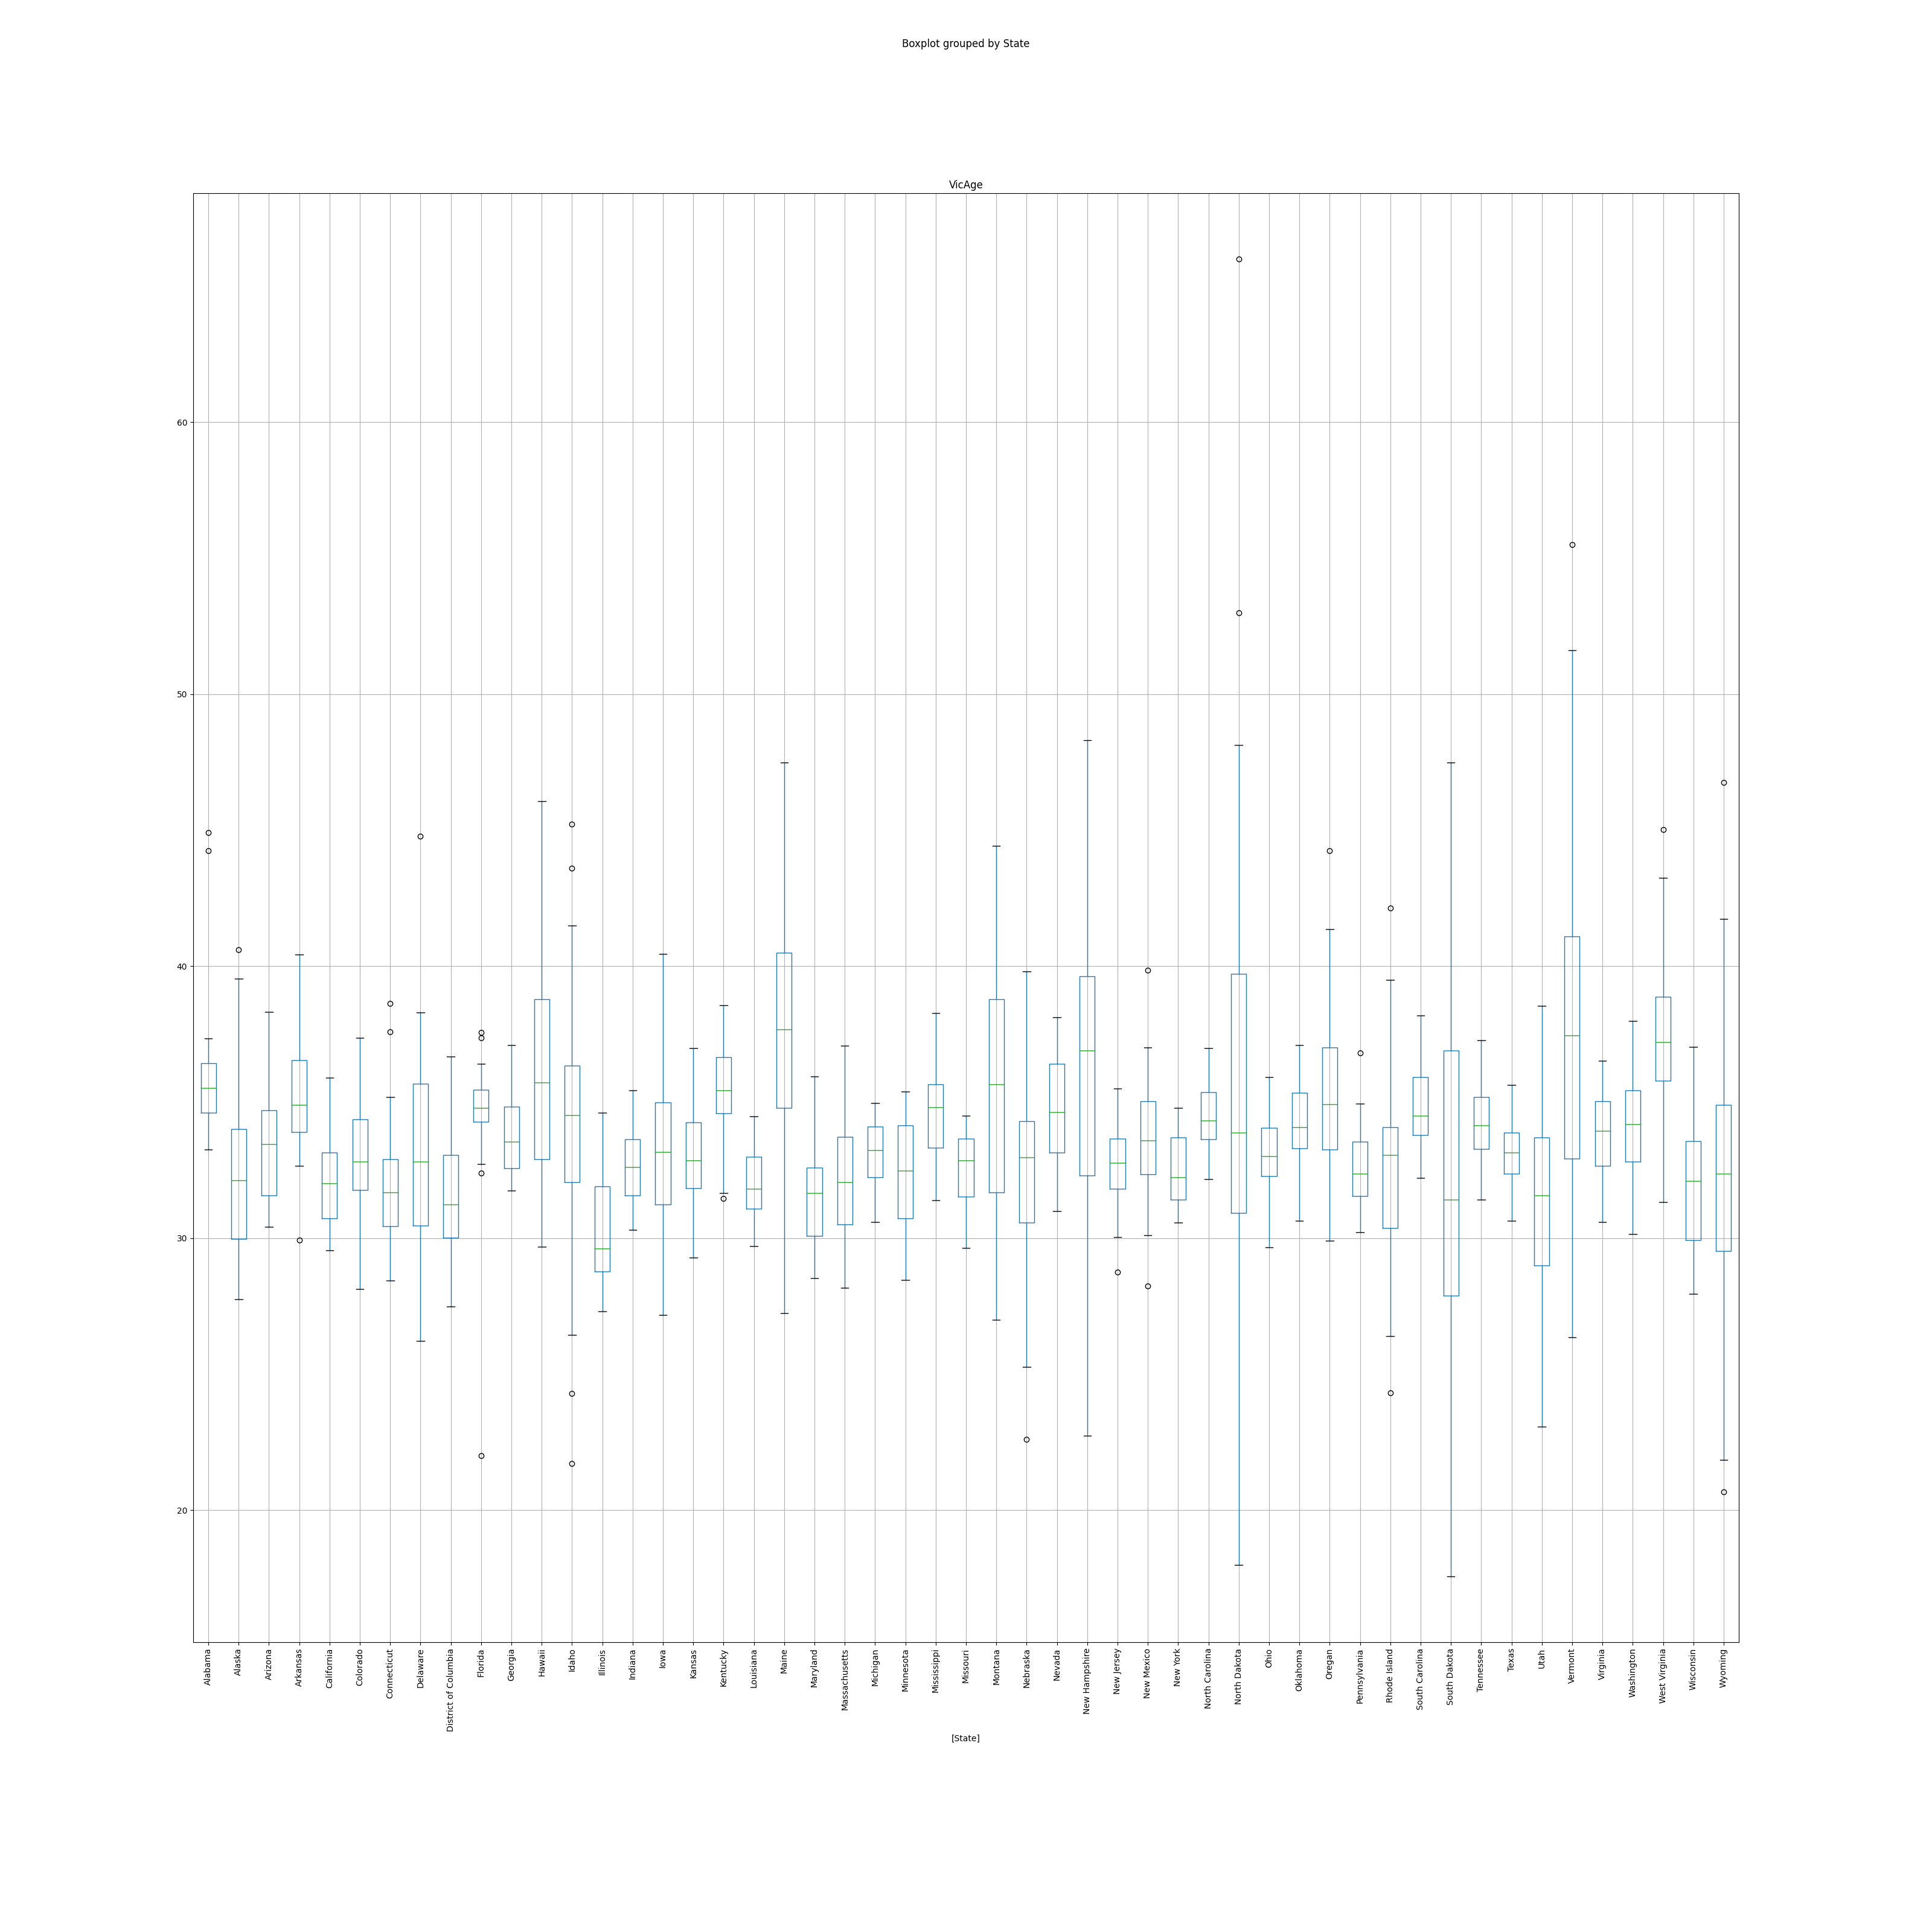 Boxplot grouped by State
VicAge
60
50
40
30
20
Alabama
Alaska
Arizona
Arkansas
California
Colorado
Connecticut
Delaware
District of Columbia
Florida
Georgia
Hawaii
Idaho
Illinois
Indiana
Iowa
Kansas
Kentucky
Louisiana
Maine
Maryland
Massachusetts
Michigan
Minnesota
Mississippi
Missouri
Montana
Nebraska
Nevada
New Hampshire
New Jersey
New Mexico
New York
North Carolina
North Dakota
Ohio
Oklahoma
Oregan
Pennsylvania
Rhode Island
South Carolina
South Dakota
Tennessee
Texas
Utah
Vermont
Virginia
Washington
West Virginia
Wisconsin
Wyoming
[State]